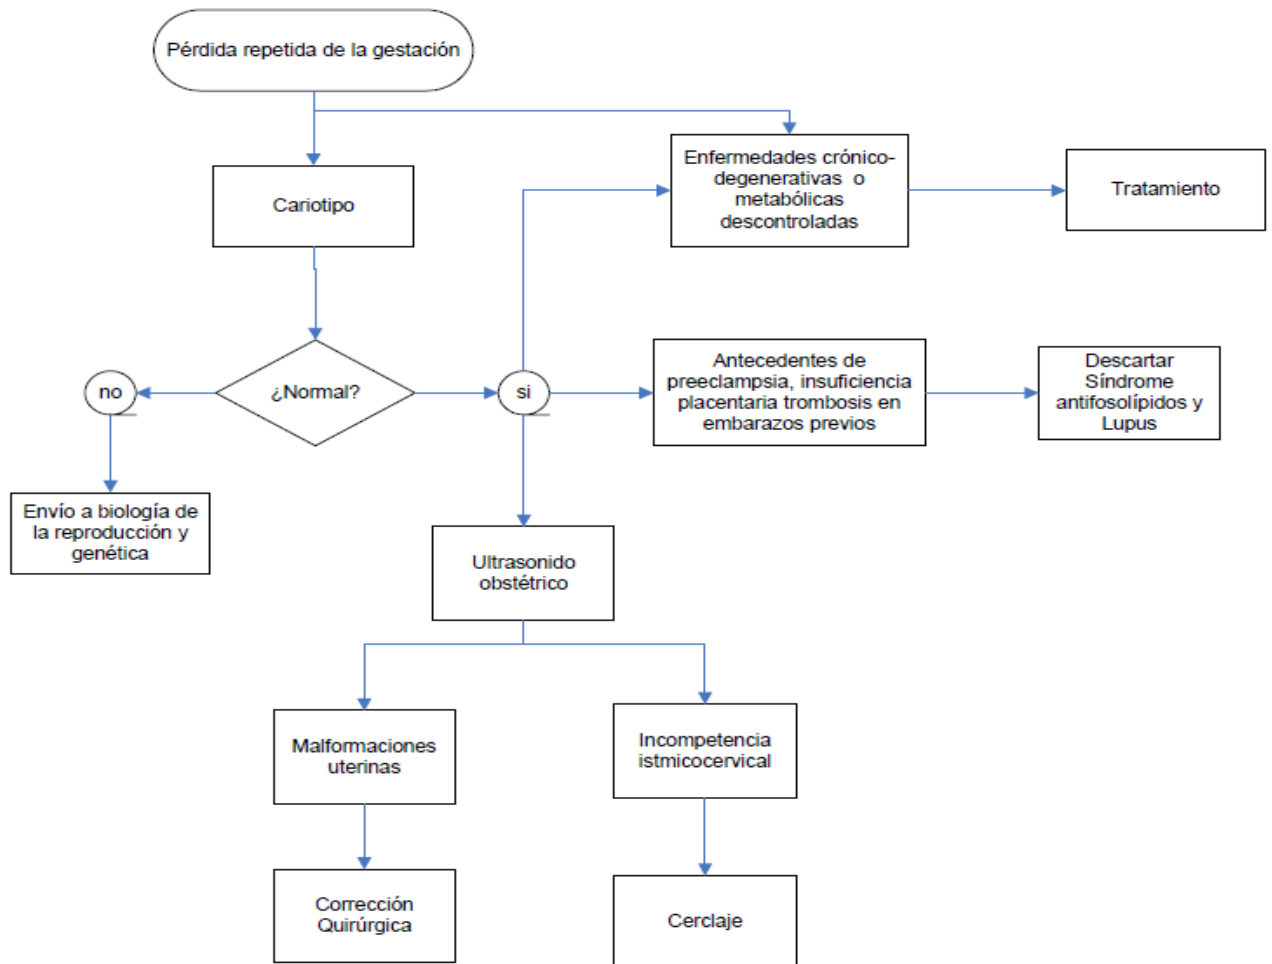 Pérdida repetida de la gestación
Enfermedades crónico-
degenerativas o
metabólicas
descontroladas
Tratamiento
Cariotipo
¿Normal?
no
si
Antecedentes de
preeclampsia, insuficiencia
placentaria trombosis en
embarazos previos
Descartar
Síndrome
antifosolípidos y
Lupus
Envío a biología de
la reproducción y
genética
Ultrasonido
obstétrico
Malformaciones
uterinas
Incompetencia
istmicocervical
Corrección
Quirúrgica
Cerclaje